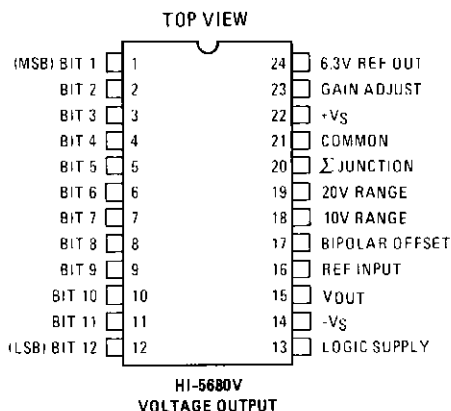 TOP VIEW
(MSB) BIT 1 1 24 6.3V REF OUT
BIT 2 2 23 GAIN ADJUST
BIT 3 3 22 +VS
BIT 4 4 21 COMMON
BIT 5 5 20 Σ JUNCTION
BIT 6 6 19 20V RANGE
BIT 7 7 18 10V RANGE
BIT 8 8 17 BIPOLAR OFFSET
BIT 9 9 16 REF INPUT
BIT 10 10 15 VOUT
BIT 11 11 14 -VS
(LSB) BIT 12 12 13 LOGIC SUPPLY
HI-5680V
VOLTAGE OUTPUT